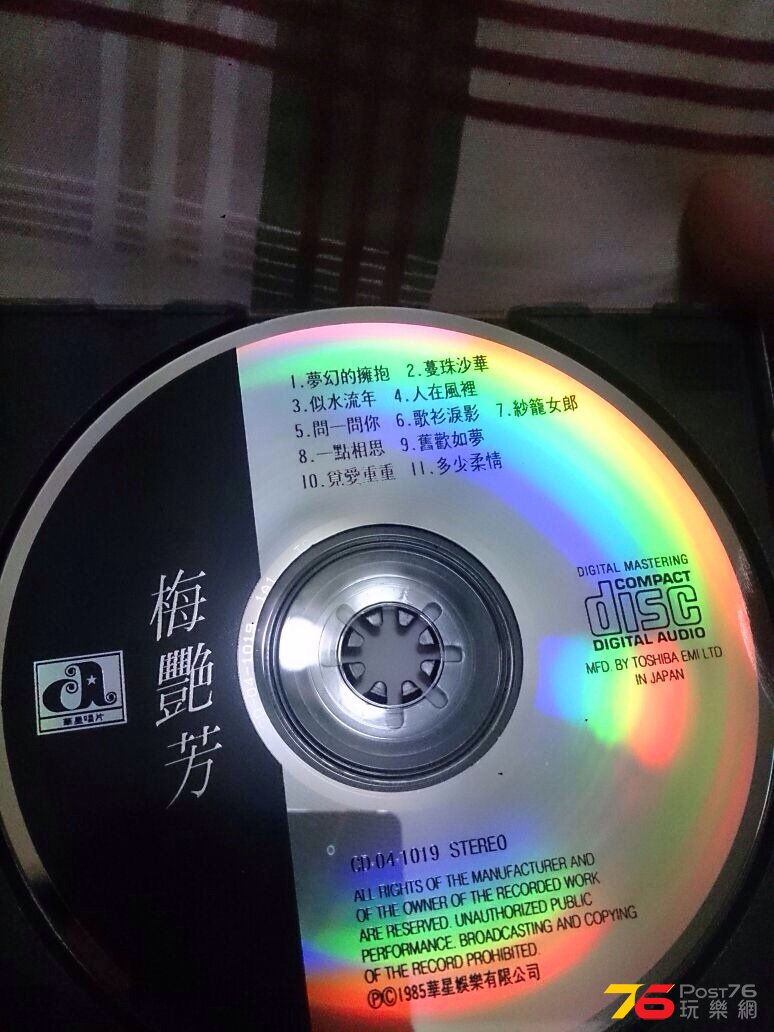 1.夢幻的擁抱 2.蔓珠沙華
3.似水流年 4.人在風裡
5.問一問你 6.歌衫淚影 7.紗籠女郎
8.一點相思 9.舊歡如夢
10.覓愛重重 11.多少柔情
梅艷芳
華星唱片
DIGITAL MASTERING
COMPACT
disc
DIGITAL AUDIO
MFD. BY TOSHIBA EMI LTD
IN JAPAN
CD-04-1019 STEREO
ALL RIGHTS OF THE MANUFACTURER AND
OF THE OWNER OF THE RECORDED WORK
ARE RESERVED. UNAUTHORIZED PUBLIC
PERFORMANCE. BROADCASTING AND COPYING
OF THE RECORD PROHIBITED.
ⓅⒸ1985華星娛樂有限公司
76 Post76
玩樂網